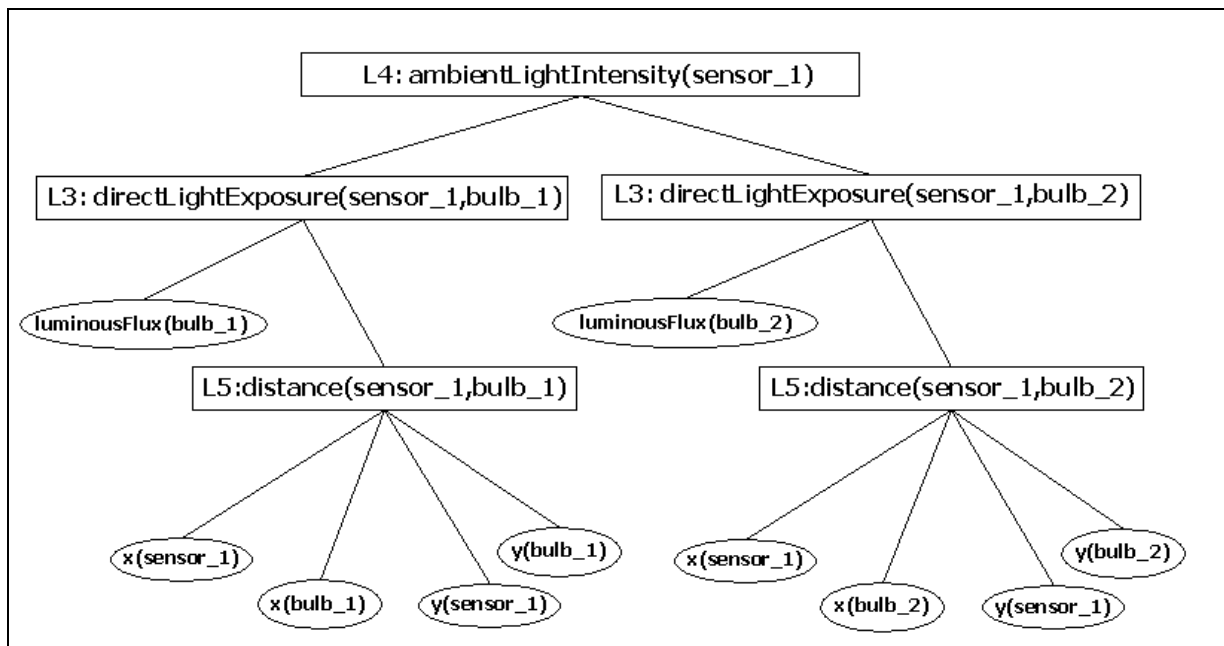 L4: ambientLightIntensity(sensor_1)
L3: directLightExposure(sensor_1,bulb_1)
L3: directLightExposure(sensor_1,bulb_2)
luminousFlux(bulb_1)
luminousFlux(bulb_2)
L5:distance(sensor_1,bulb_1)
L5:distance(sensor_1,bulb_2)
x(sensor_1)
x(bulb_1)
y(sensor_1)
y(bulb_1)
x(sensor_1)
x(bulb_2)
y(sensor_1)
y(bulb_2)